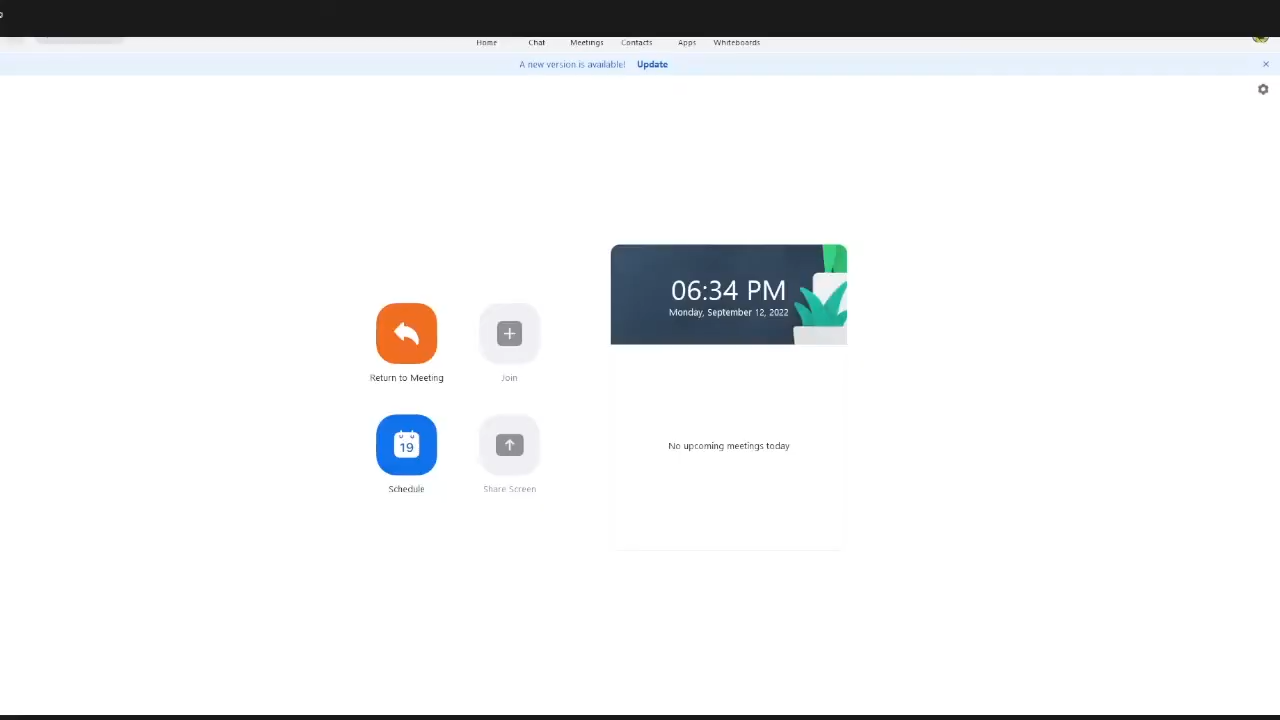 Home Chat Meetings Contacts Apps Whiteboards
A new version is available! Update
06:34 PM
Monday, September 12, 2022
Return to Meeting Join
19
No upcoming meetings today
Schedule Share Screen